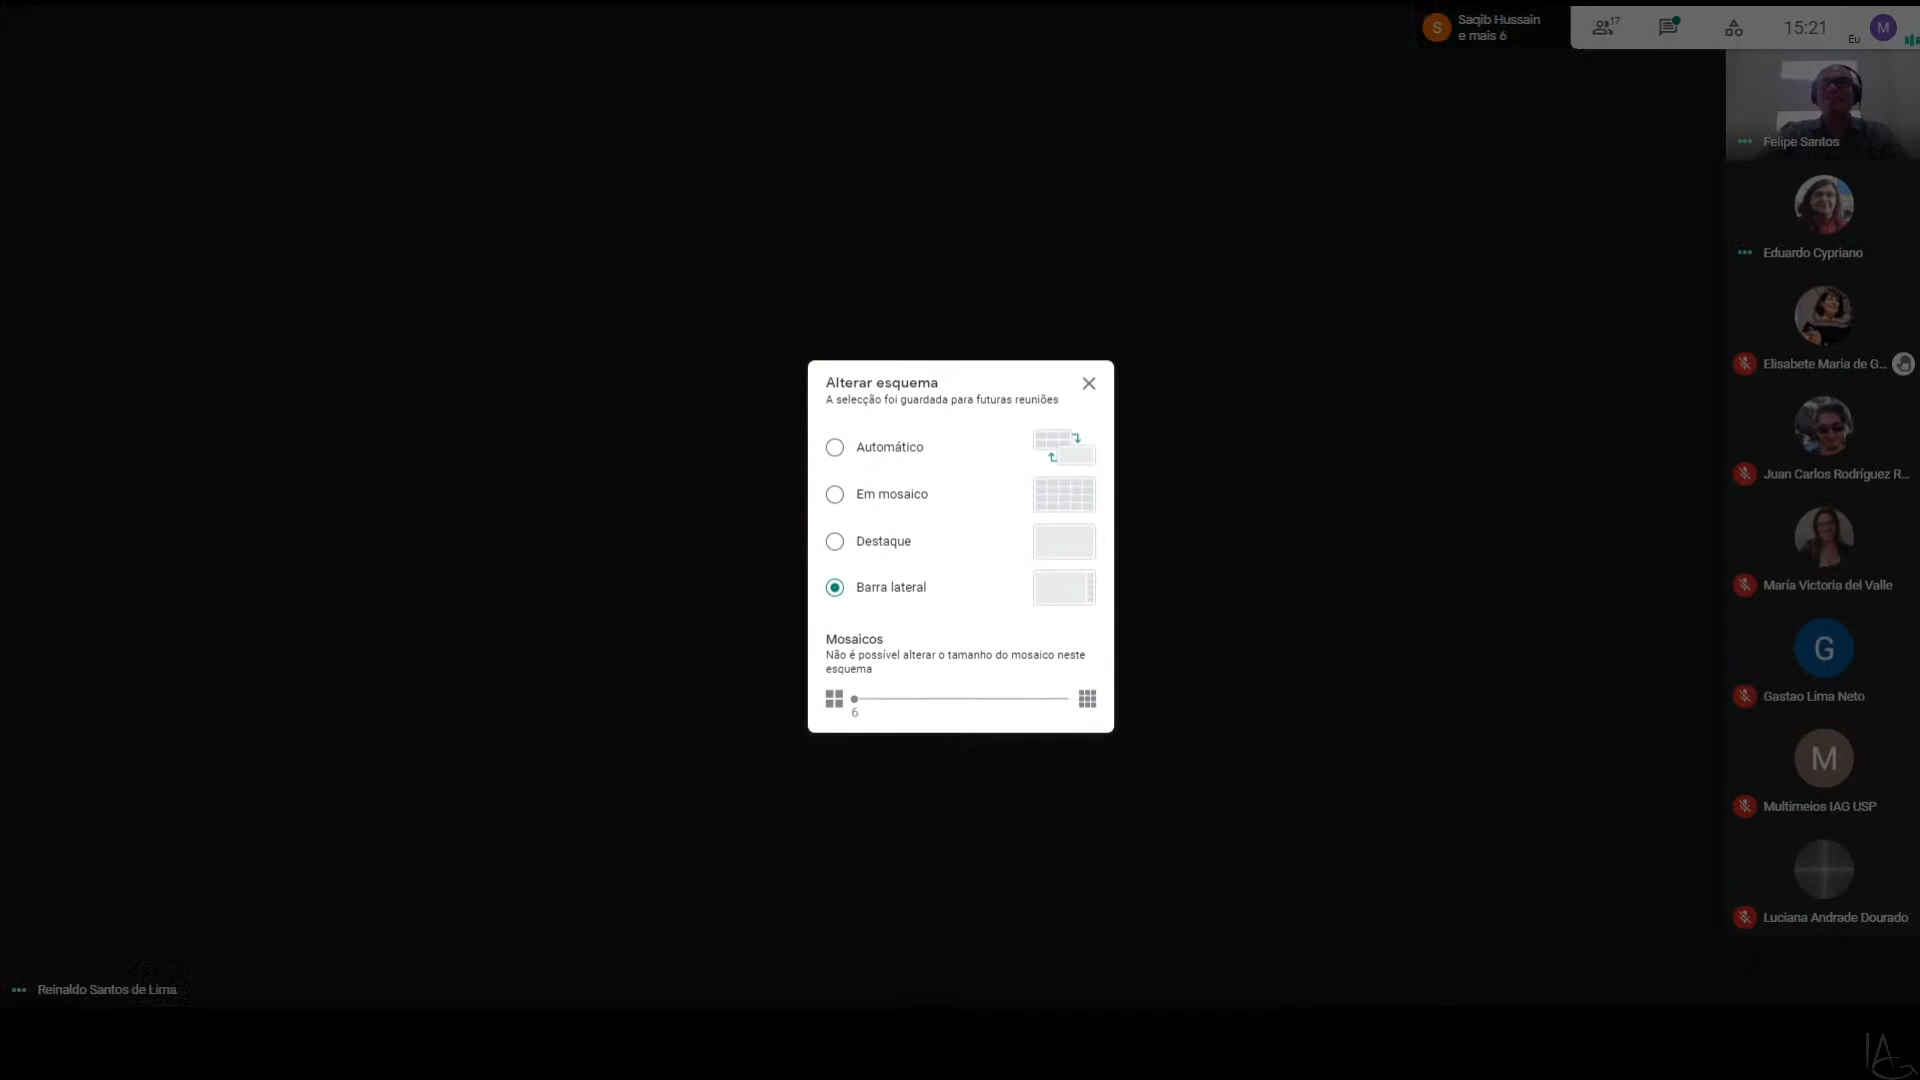 Saqib Hussain
e mais 6
17
15:21
Eu
M
S
Felipe Santos
Eduardo Cypriano
Elisabete Maria de G...
Juan Carlos Rodríguez R...
María Victoria del Valle
G
Gastao Lima Neto
M
Multimeios IAG USP
Luciana Andrade Dourado
Alterar esquema
A selecção foi guardada para futuras reuniões
Automático
Em mosaico
Destaque
Barra lateral
Mosaicos
Não é possível alterar o tamanho do mosaico neste
esquema
6
Reinaldo Santos de Lima
IAG